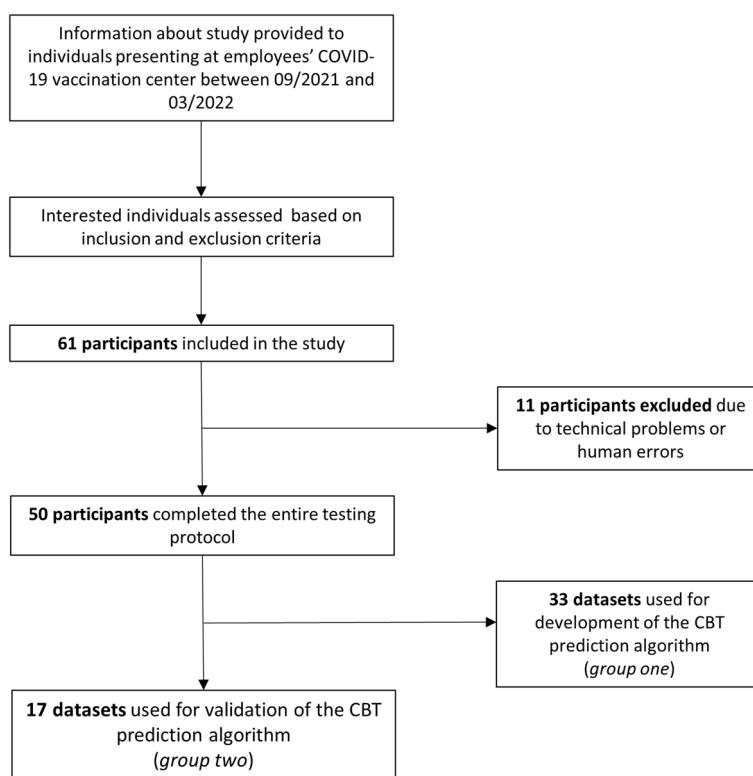 Information about study provided to
individuals presenting at employees’ COVID-
19 vaccination center between 09/2021 and
03/2022
Interested individuals assessed based on
inclusion and exclusion criteria
61 participants included in the study
11 participants excluded due
to technical problems or
human errors
50 participants completed the entire testing
protocol
33 datasets used for
development of the CBT
prediction algorithm
(group one)
17 datasets used for validation of the CBT
prediction algorithm
(group two)